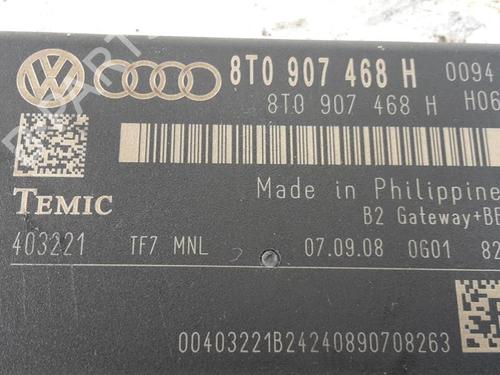 8T0 907 468 H 0094
8T0 907 468 H H06
TEMIC
Made in Philippine
B2 Gateway+BE
403221 TF7 MNL 07.09.08 0G01 82
00403221B24240890708263